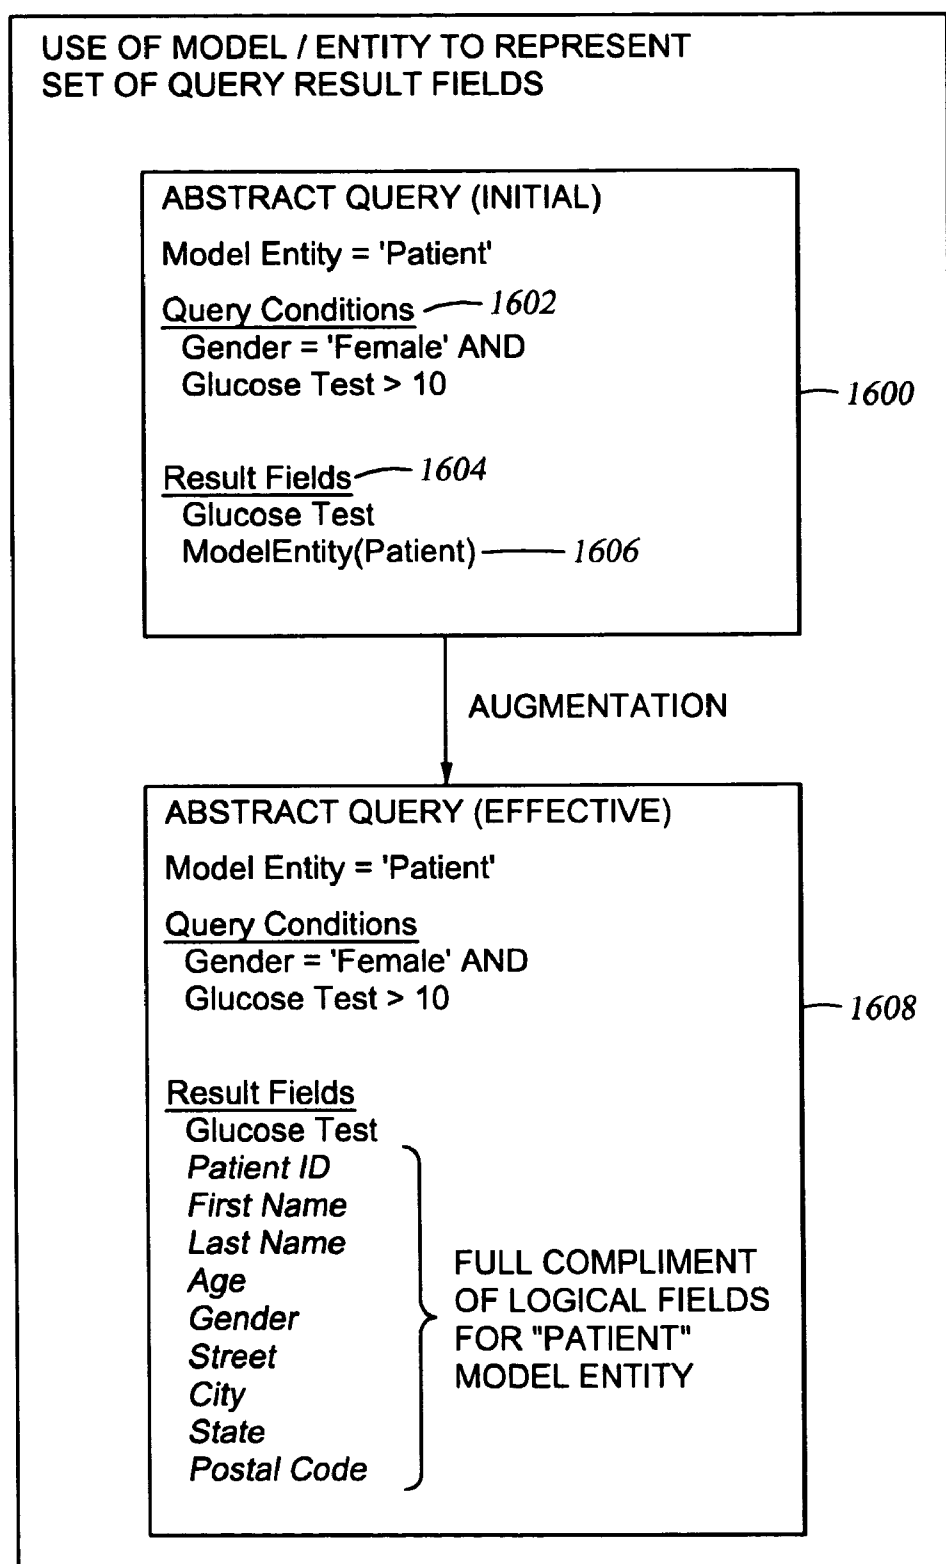 USE OF MODEL / ENTITY TO REPRESENT
SET OF QUERY RESULT FIELDS
ABSTRACT QUERY (INITIAL)
Model Entity = 'Patient'
Query Conditions 1602
Gender = 'Female' AND
Glucose Test > 10
1600
Result Fields 1604
Glucose Test
ModelEntity(Patient) 1606
AUGMENTATION
ABSTRACT QUERY (EFFECTIVE)
Model Entity = 'Patient'
Query Conditions
Gender = 'Female' AND
Glucose Test > 10
1608
Result Fields
Glucose Test
Patient ID
First Name
Last Name
Age
Gender
Street
City
State
Postal Code
FULL COMPLIMENT
OF LOGICAL FIELDS
FOR "PATIENT"
MODEL ENTITY